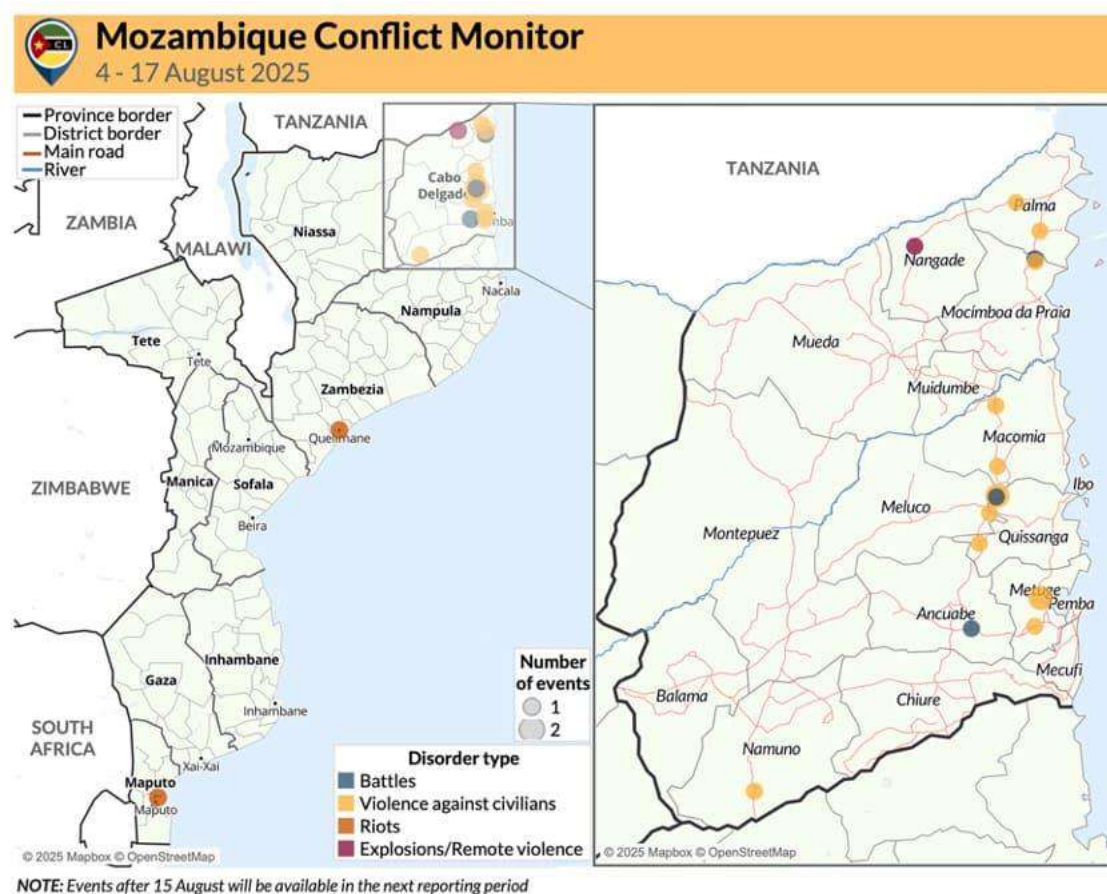 CL
Mozambique Conflict Monitor
4 - 17 August 2025
Province border
District border
Main road
River
TANZANIA
ZAMBIA
MALAWI
Cabo
Delgado
Niassa
Nampula
Nacala
Tete
Tete
Zambezia
Quelimane
Mozambique
Manica
Sofala
ZIMBABWE
Beira
Inhambane
Gaza
Inhambane
SOUTH
AFRICA
Xai-Xai
Maputo
Maputo
Number
of events
1
2
Disorder type
Battles
Violence against civilians
Riots
Explosions/Remote violence
© 2025 Mapbox © OpenStreetMap
TANZANIA
Palma
Nangade
Mocímboa da Praia
Mueda
Muidumbe
Macomia
Ibo
Meluco
Quissanga
Montepuez
Metuge
Pemba
Ancuabe
Mecufi
Balama
Chiure
Namuno
© 2025 Mapbox © OpenStreetMap
NOTE: Events after 15 August will be available in the next reporting period